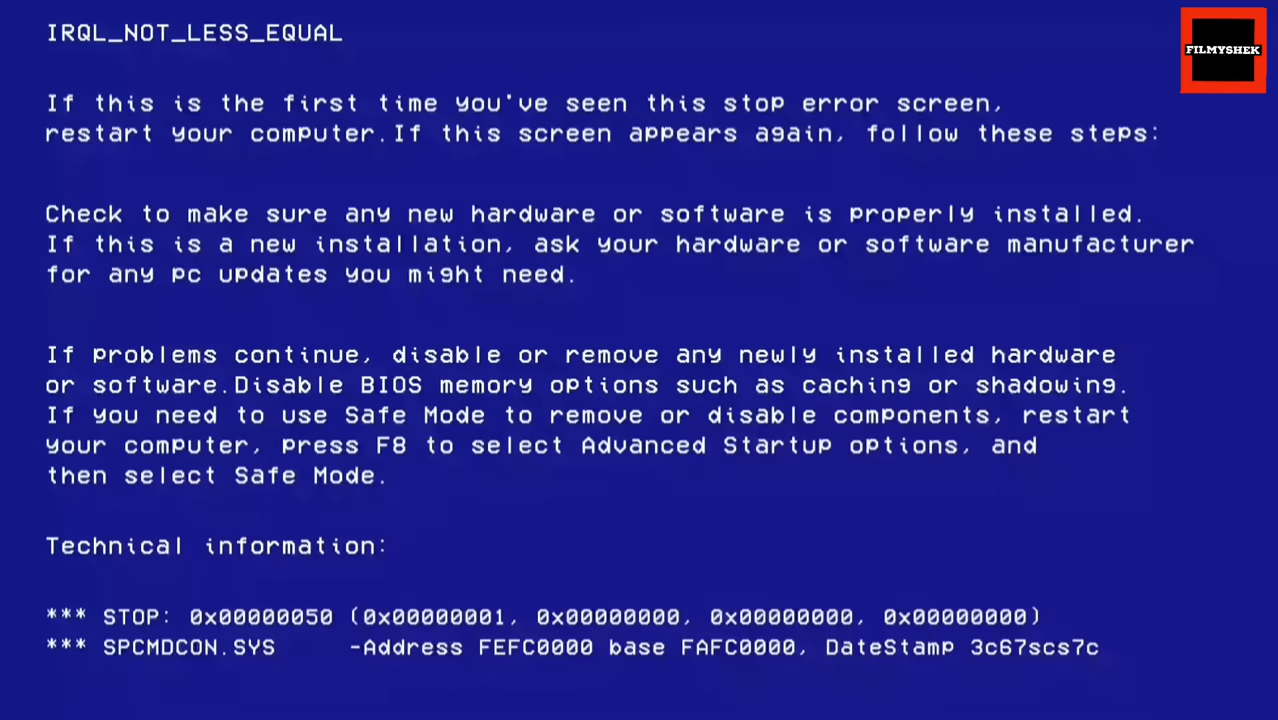 IRQL_NOT_LESS_EQUAL
FILMYSHEK
If this is the first time you've seen this stop error screen,
restart your computer.If this screen appears again, follow these steps:
Check to make sure any new hardware or software is properly installed.
If this is a new installation, ask your hardware or software manufacturer
for any pc updates you might need.
If problems continue, disable or remove any newly installed hardware
or software.Disable BIOS memory options such as caching or shadowing.
If you need to use Safe Mode to remove or disable components, restart
your computer, press F8 to select Advanced Startup options, and
then select Safe Mode.
Technical information:
*** STOP: 0x00000050 (0x00000001, 0x00000000, 0x00000000, 0x00000000)
*** SPCMDCON.SYS -Address FEFC0000 base FAFC0000, DateStamp 3c67scs7c